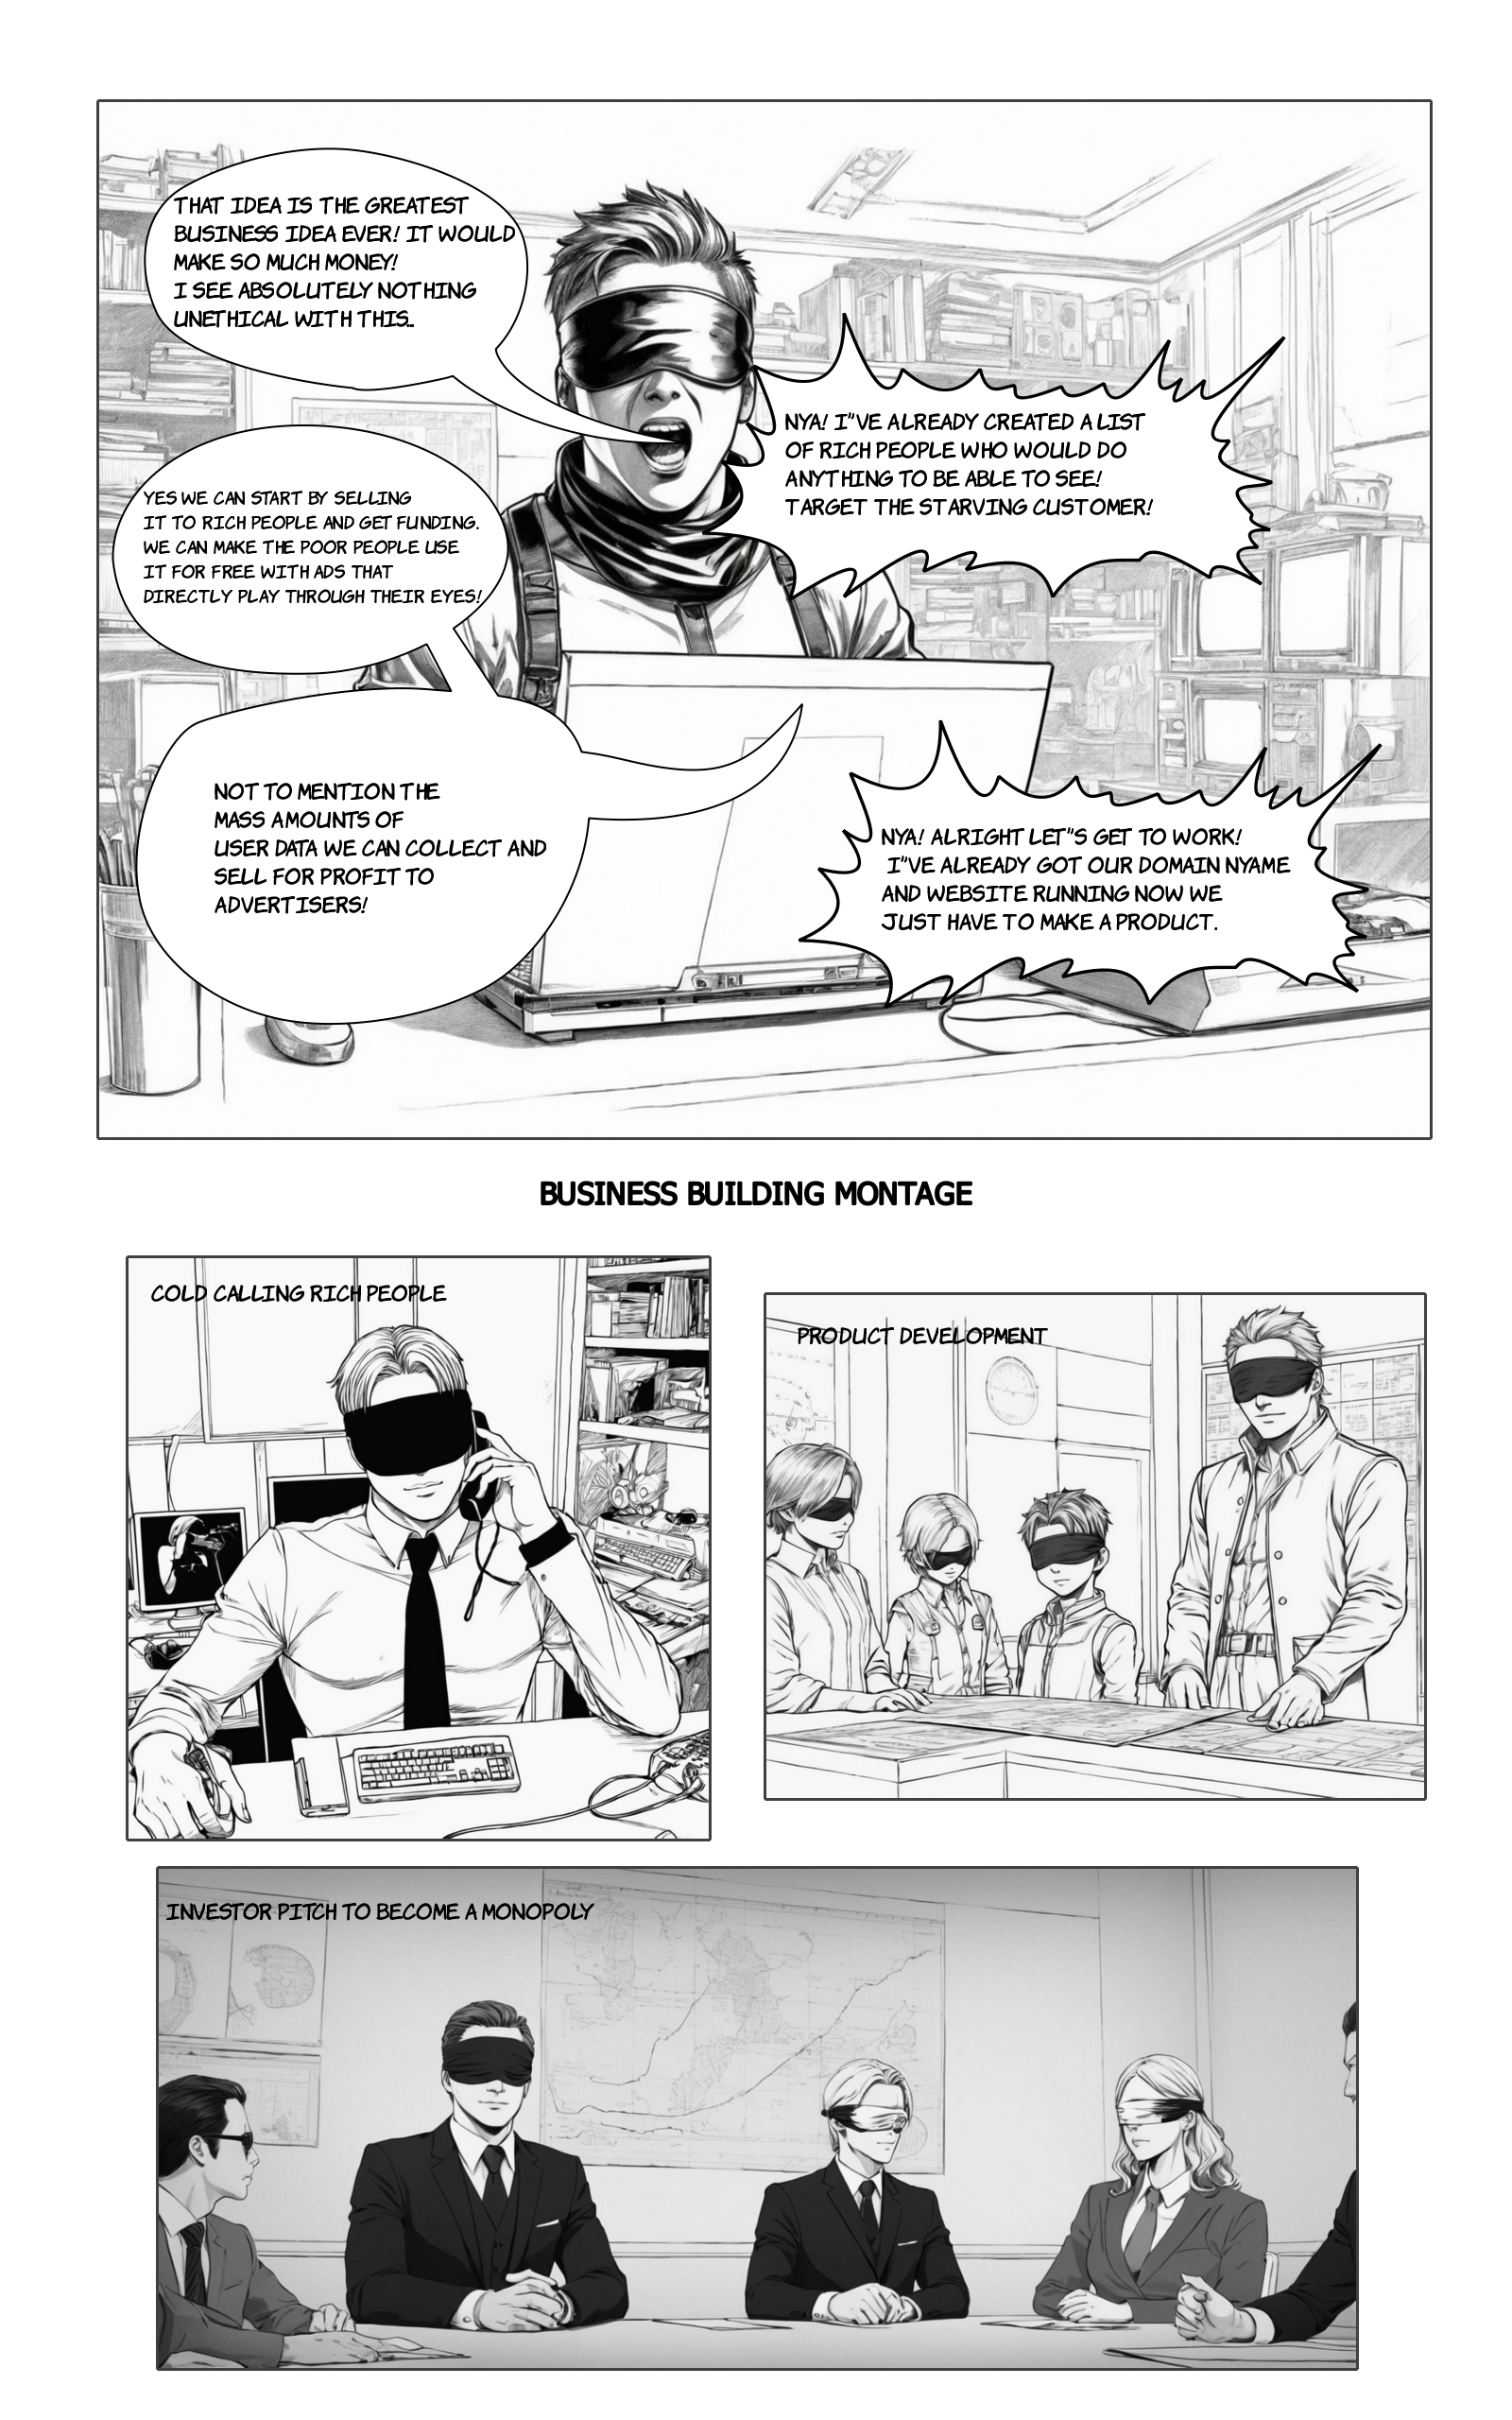 THAT IDEA IS THE GREATEST
BUSINESS IDEA EVER! IT WOULD
MAKE SO MUCH MONEY!
I SEE ABSOLUTELY NOTHING
UNETHICAL WITH THIS..
NYA! I"VE ALREADY CREATED A LIST
OF RICH PEOPLE WHO WOULD DO
ANYTHING TO BE ABLE TO SEE!
TARGET THE STARVING CUSTOMER!
YES WE CAN START BY SELLING
IT TO RICH PEOPLE AND GET FUNDING.
WE CAN MAKE THE POOR PEOPLE USE
IT FOR FREE WITH ADS THAT
DIRECTLY PLAY THROUGH THEIR EYES!
NOT TO MENTION THE
MASS AMOUNTS OF
USER DATA WE CAN COLLECT AND
SELL FOR PROFIT TO
ADVERTISERS!
NYA! ALRIGHT LET"S GET TO WORK!
I"VE ALREADY GOT OUR DOMAIN NYAME
AND WEBSITE RUNNING NOW WE
JUST HAVE TO MAKE A PRODUCT.
BUSINESS BUILDING MONTAGE
COLD CALLING RICH PEOPLE
PRODUCT DEVELOPMENT
INVESTOR PITCH TO BECOME A MONOPOLY